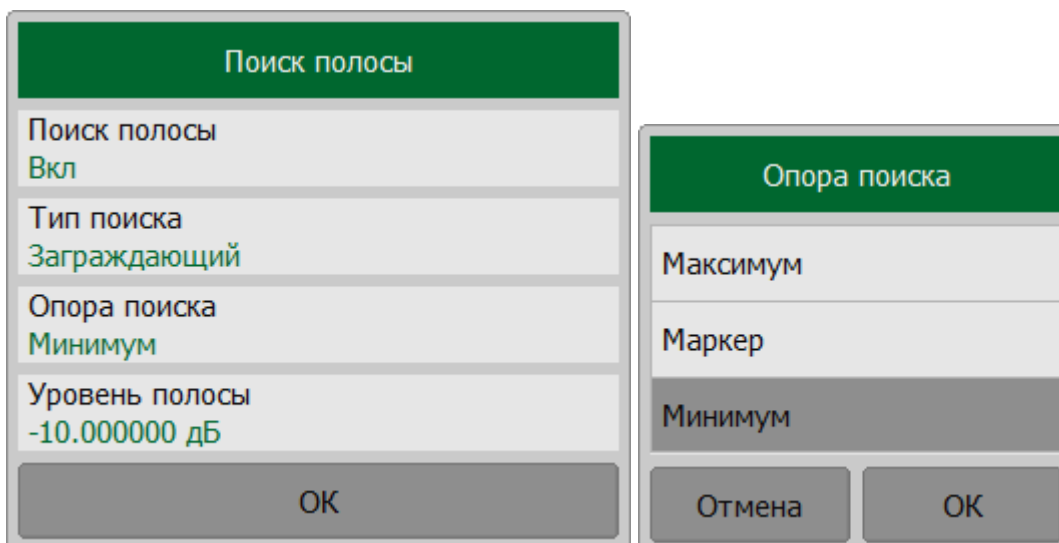 Поиск полосы
Поиск полосы
Вкл
Тип поиска
Заграждающий
Опора поиска
Минимум
Уровень полосы
-10.000000 дБ
ОК
Опора поиска
Максимум
Маркер
Минимум
Отмена
ОК